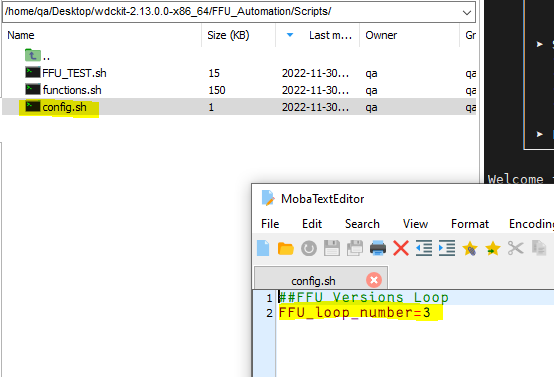 /home/qa/Desktop/wdckit-2.13.0.0-x86_64/FFU_Automation/Scripts/
Name Size (KB) Last m... Owner Gr
..
FFU_TEST.sh 15 2022-11-30... qa qa
functions.sh 150 2022-11-30... qa qa
config.sh 1 2022-11-30... qa qa
Welcome
MobaTextEditor
File Edit Search View Format Encoding
config.sh
1 ##FFU Versions Loop
2 FFU_loop_number=3